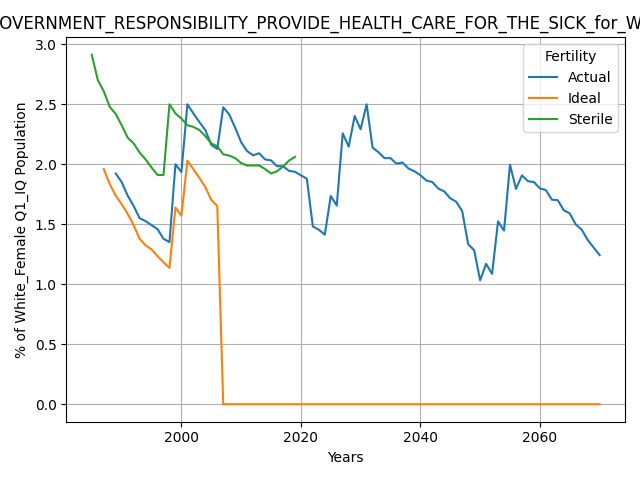 OVERNMENT_RESPONSIBILITY_PROVIDE_HEALTH_CARE_FOR_THE_SICK_for_W
3.0
2.5
2.0
1.5
1.0
0.5
0.0
% of White_Female Q1_IQ Population
Fertility
Actual
Ideal
Sterile
2000
2020
2040
2060
Years